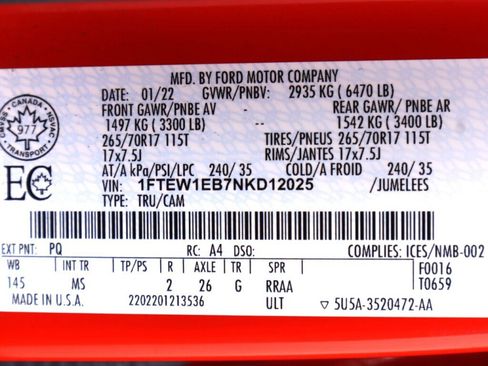 MFD. BY FORD MOTOR COMPANY
DATE: 01/22 GVWR/PNBV: 2935 KG ( 6470 LB)
FRONT GAWR/PNBE AV REAR GAWR/ PNBE AR
1497 KG ( 3300 LB) 1542 KG ( 3400 LB)
265/70R17 115T TIRES/PNEUS 265/70R17 115T
17x7.5J RIMS/JANTES 17x7.5J
AT/A kPa/PSI/LPC 240/ 35 COLD/A FROID 240/ 35
VIN: 1FTEW1EB7NKD12025 /JUMELEES
TYPE: TRU/CAM
CANADA
CMVSS 977 NSVAC
TRANSPORT
EC
EXT PNT: PQ RC: A4 DSO: COMPLIES: ICES/NMB-002
WB INT TR TP/PS R AXLE TR SPR F0016
145 MS 2 26 G RRAA T0659
MADE IN U.S.A. 2202201213536 ULT ▽ 5U5A-3520472-AA